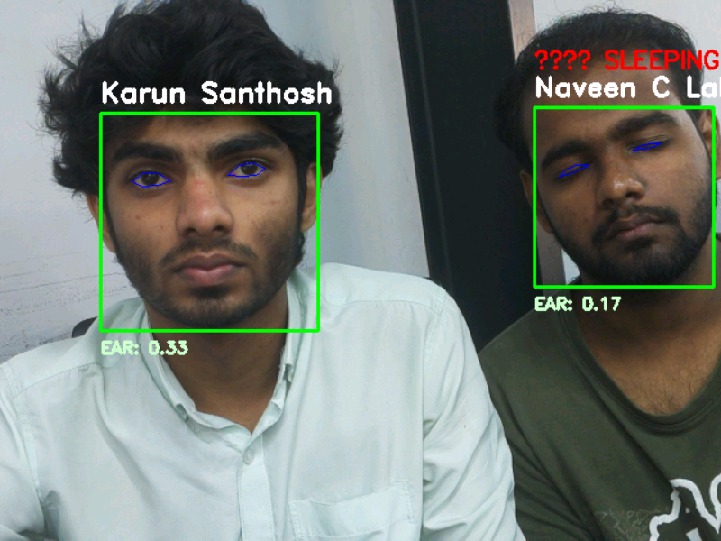 Karun Santhosh
EAR: 0.33
???? SLEEPING
Naveen C
EAR: 0.17